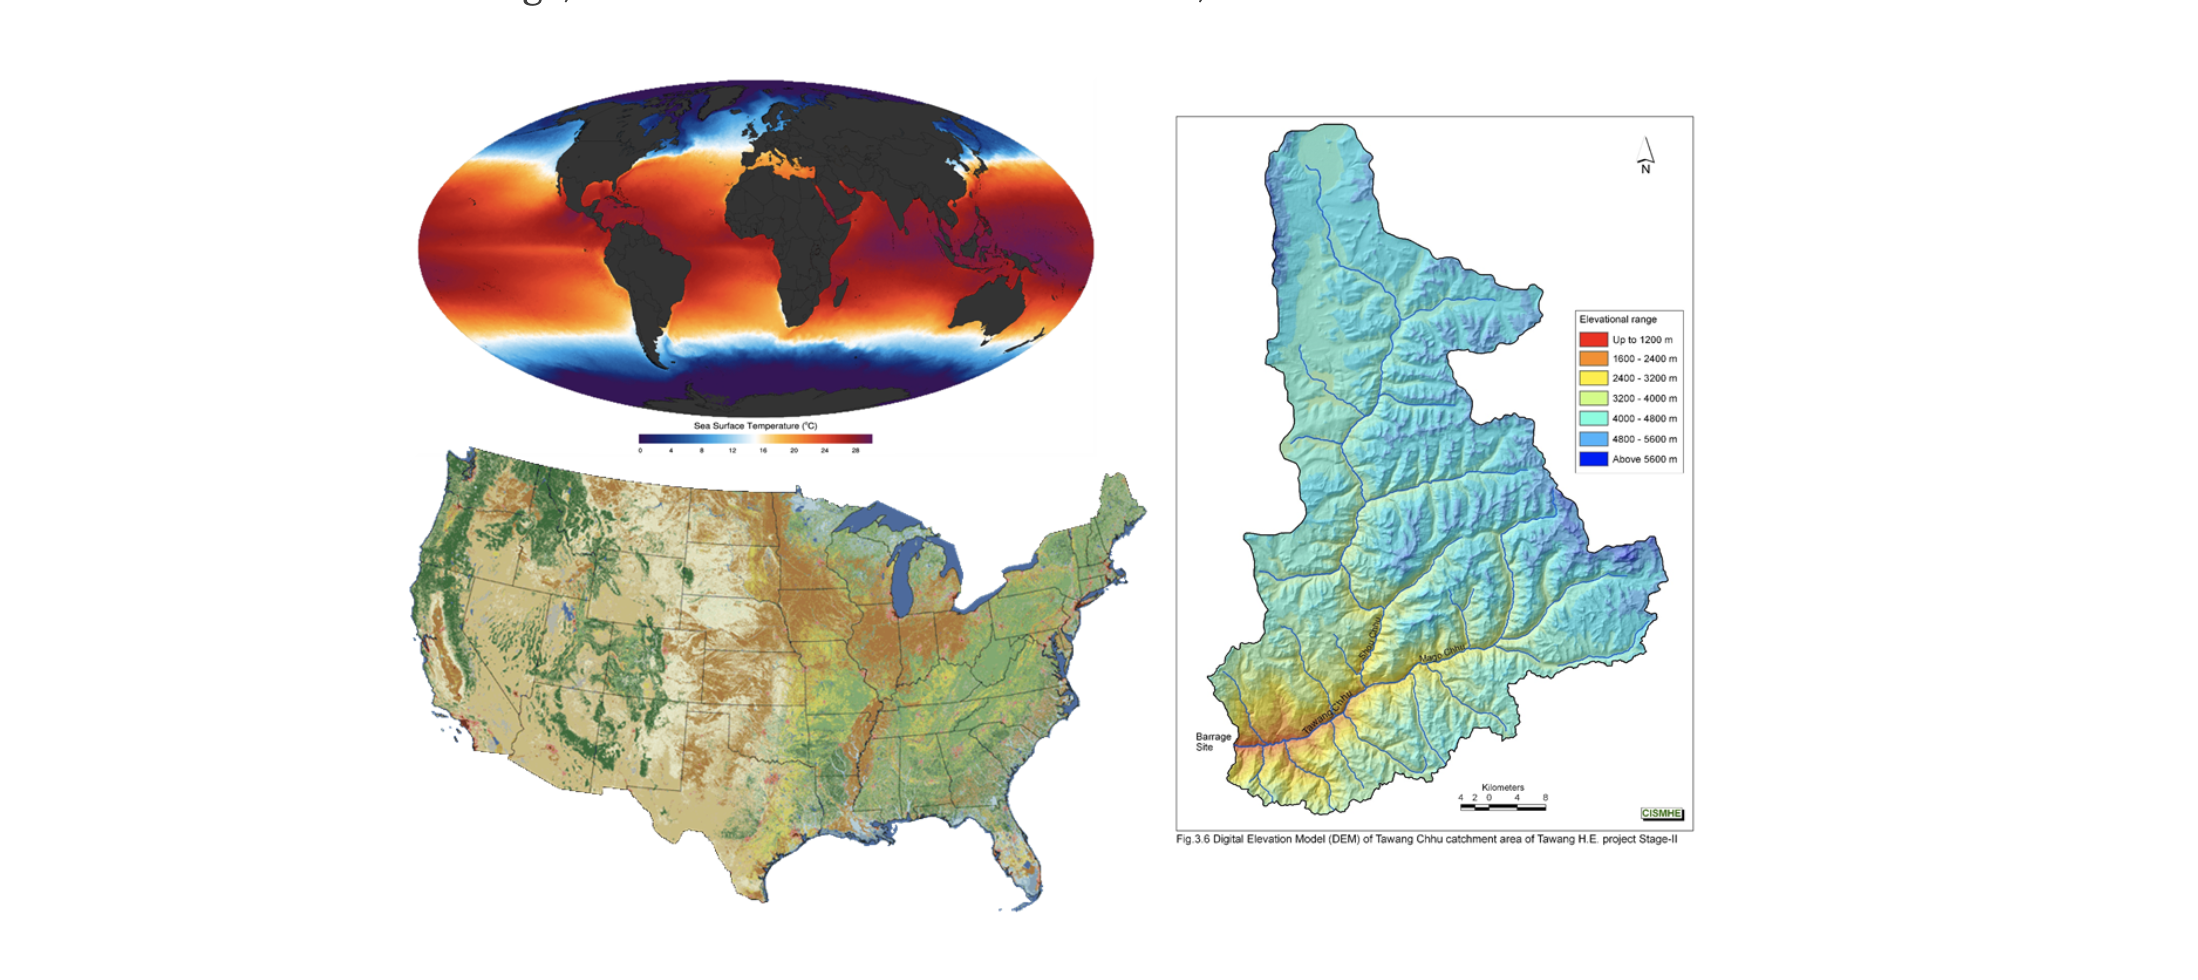 Sea Surface Temperature (°C)
0 4 8 12 16 20 24 28
N
Elevational range
Up to 1200 m
1600 - 2400 m
2400 - 3200 m
3200 - 4000 m
4000 - 4800 m
4800 - 5600 m
Above 5600 m
Mago Chhu
Tawang Chhu
Barrage
Site
Kilometers
4 2 0 4 8
CISMHE
Fig.3.6 Digital Elevation Model (DEM) of Tawang Chhu catchment area of Tawang H.E. project Stage-II